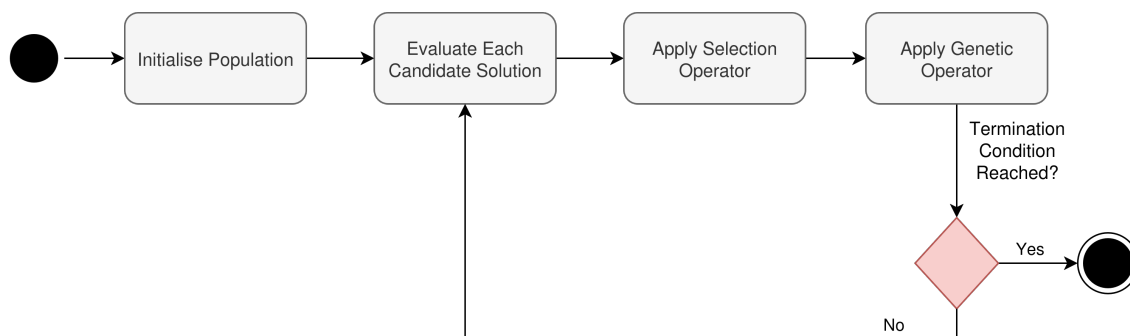 Initialise Population
Evaluate Each
Candidate Solution
Apply Selection
Operator
Apply Genetic
Operator
Termination
Condition
Reached?
Yes
No